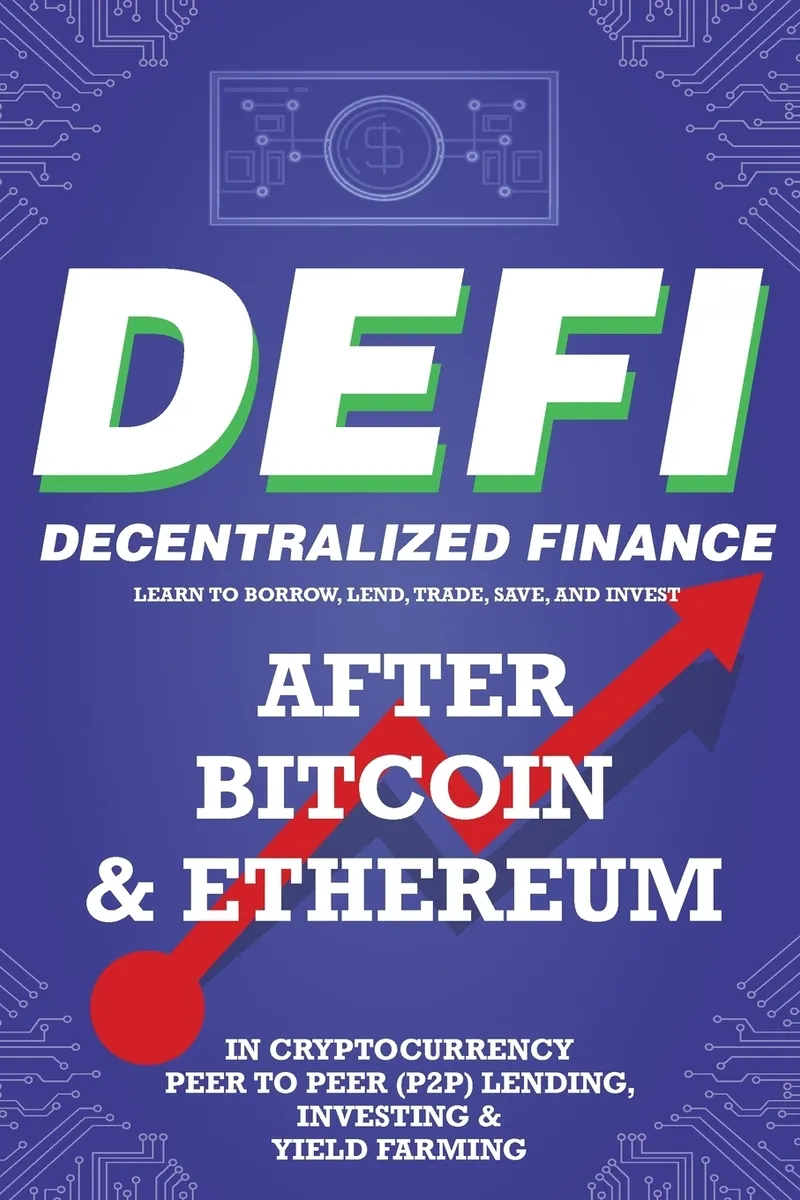 $
DEFI
DECENTRALIZED FINANCE
LEARN TO BORROW, LEND, TRADE, SAVE, AND INVEST
AFTER
BITCOIN
& ETHEREUM
IN CRYPTOCURRENCY
PEER TO PEER (P2P) LENDING,
INVESTING &
YIELD FARMING